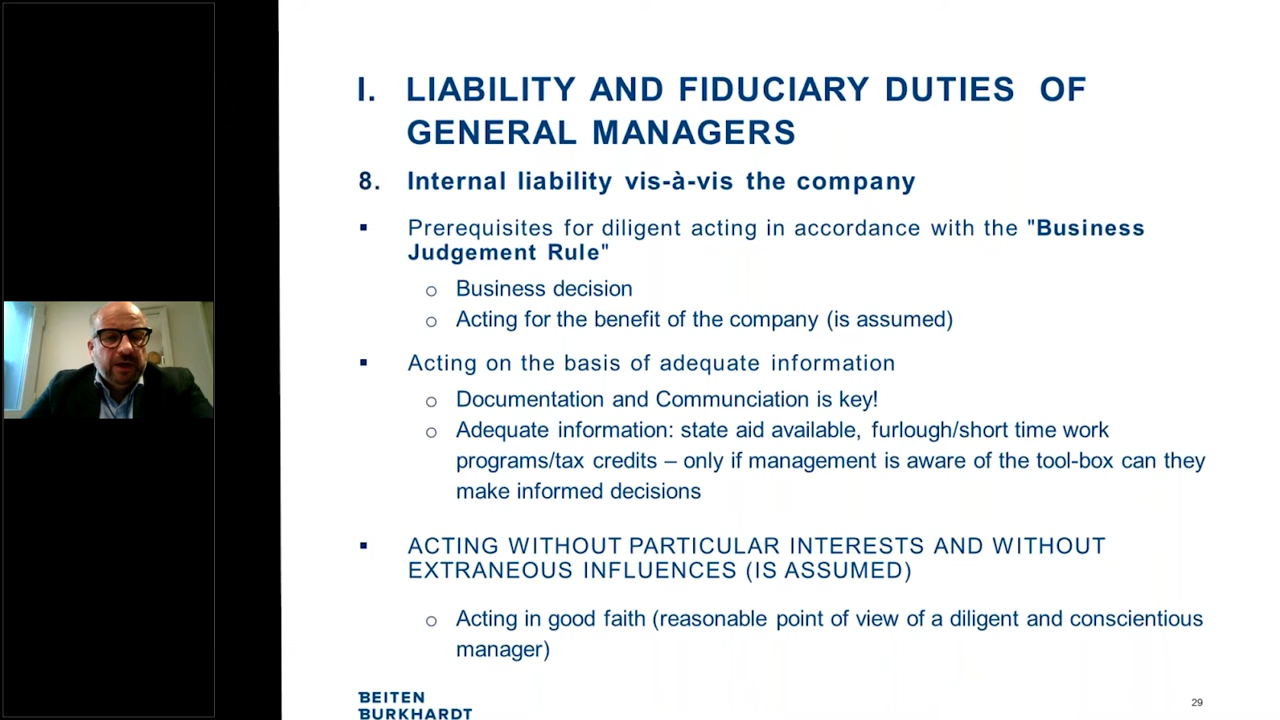 I. LIABILITY AND FIDUCIARY DUTIES OF
GENERAL MANAGERS
8. Internal liability vis-à-vis the company
▪ Prerequisites for diligent acting in accordance with the "Business
Judgement Rule"
o Business decision
o Acting for the benefit of the company (is assumed)
▪ Acting on the basis of adequate information
o Documentation and Communciation is key!
o Adequate information: state aid available, furlough/short time work
programs/tax credits – only if management is aware of the tool-box can they
make informed decisions
▪ ACTING WITHOUT PARTICULAR INTERESTS AND WITHOUT
EXTRANEOUS INFLUENCES (IS ASSUMED)
o Acting in good faith (reasonable point of view of a diligent and conscientious
manager)
BEITEN
BURKHARDT
29